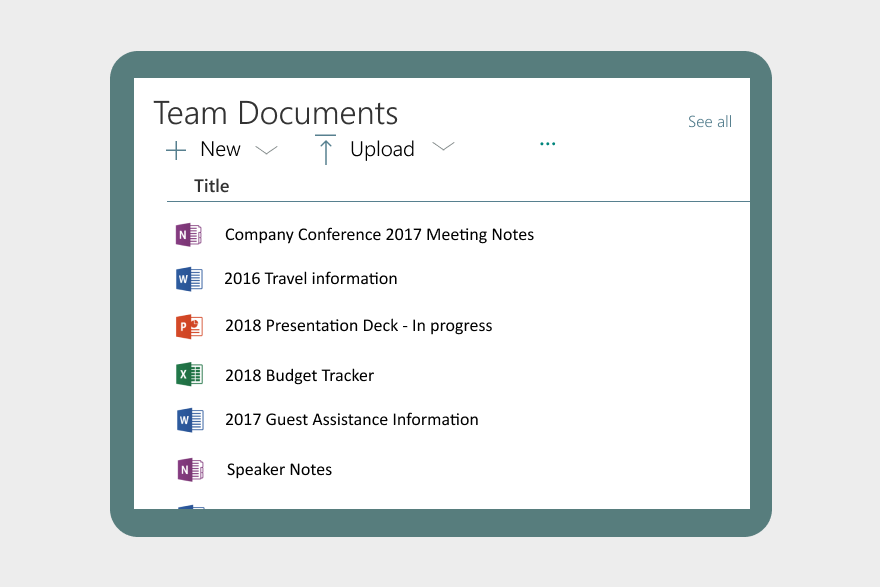 Team Documents
See all
New
Upload
...
Title
N Company Conference 2017 Meeting Notes
W 2016 Travel information
P 2018 Presentation Deck - In progress
X 2018 Budget Tracker
W 2017 Guest Assistance Information
N Speaker Notes